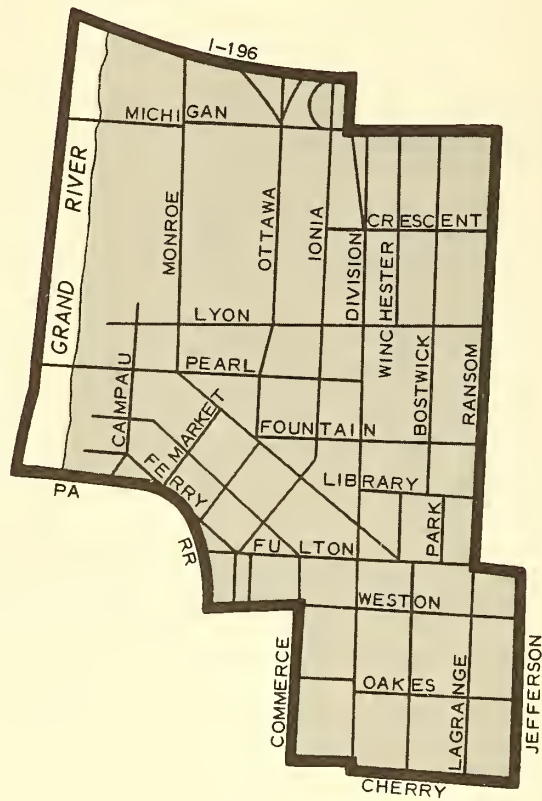 I-196
MICHIGAN
GRAND RIVER
MONROE
OTTAWA
IONIA
DIVISION
CRESCENT
WINCHESTER
BOSTWICK
RANSOM
LYON
PEARL
CAMPAU
MARKET
FERRY
FOUNTAIN
LIBRARY
PARK
PA
RR
FULTON
WESTON
COMMERCE
OAKES
LAGRANGE
JEFFERSON
CHERRY